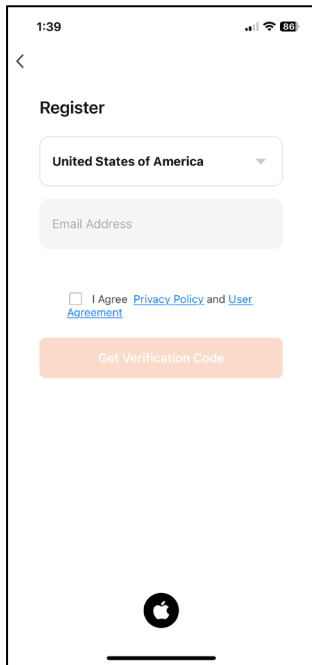 1:39
86
Register
United States of America
Email Address
I Agree Privacy Policy and User
Agreement
Get Verification Code